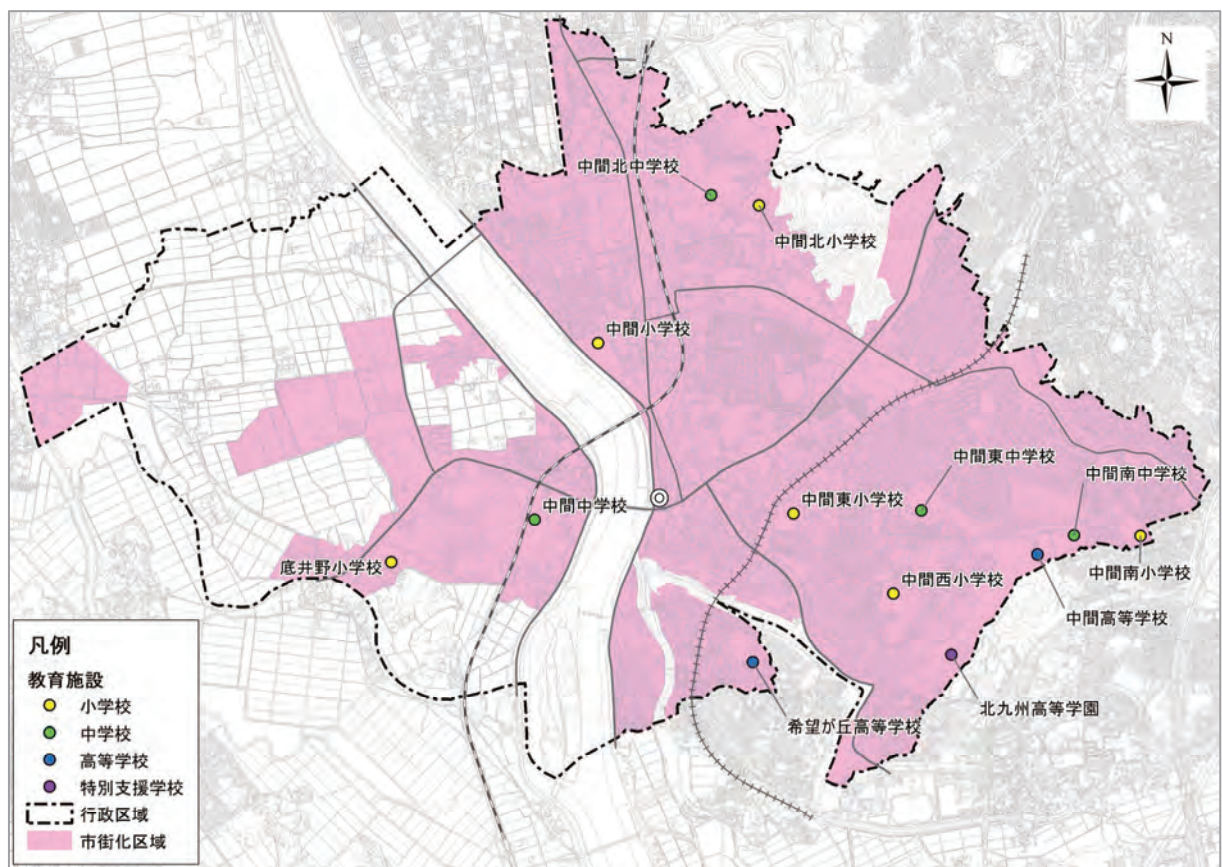 N
中間北中学校
中間北小学校
中間小学校
中間東中学校
中間南中学校
中間東小学校
中間中学校
底井野小学校
中間西小学校
中間南小学校
中間高等学校
北九州高等学園
希望が丘高等学校
凡例
教育施設
小学校
中学校
高等学校
特別支援学校
行政区域
市街化区域